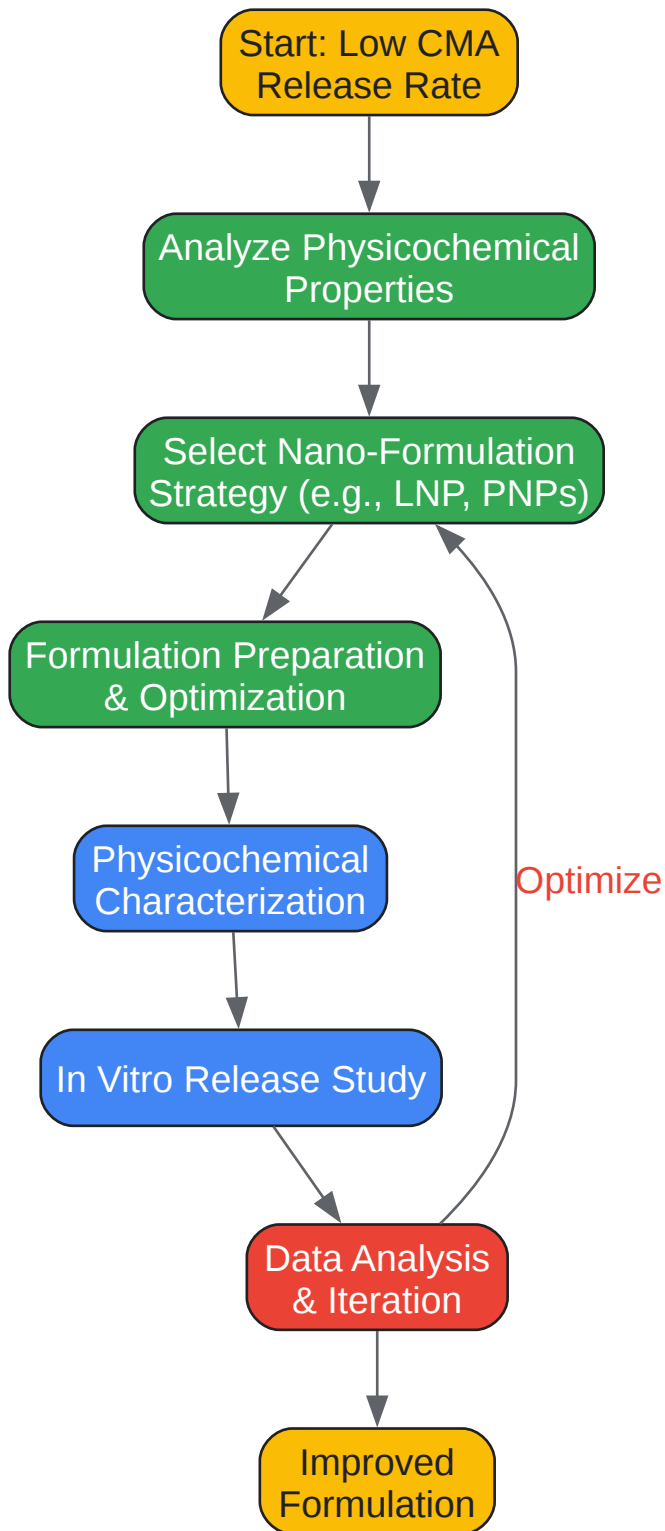 Start: Low CMA
Release Rate
Analyze Physicochemical
Properties
Select Nano-Formulation
Strategy (e.g., LNP, PNPs)
Formulation Preparation
& Optimization
Physicochemical
Characterization
Optimize
In Vitro Release Study
Data Analysis
& Iteration
Improved
Formulation